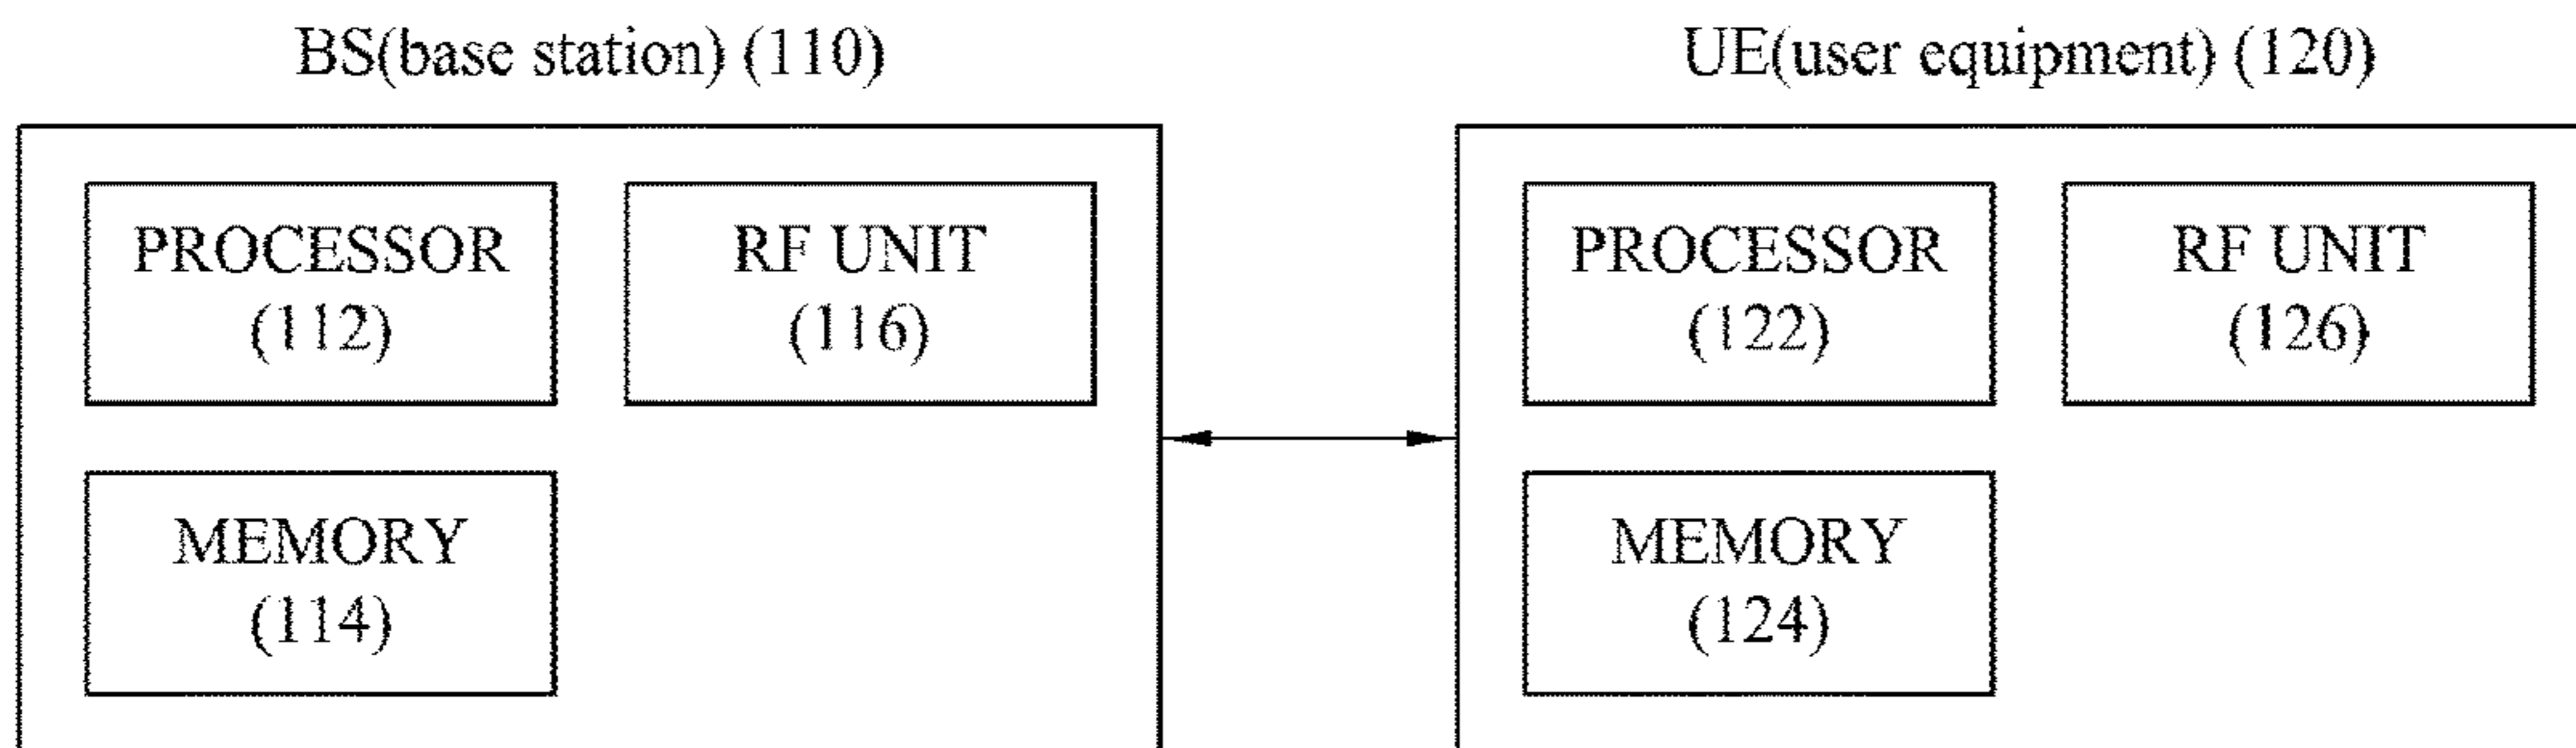 BS(base station) (110)
UE(user equipment) (120)
PROCESSOR
(112)
RF UNIT
(116)
MEMORY
(114)
PROCESSOR
(122)
RF UNIT
(126)
MEMORY
(124)